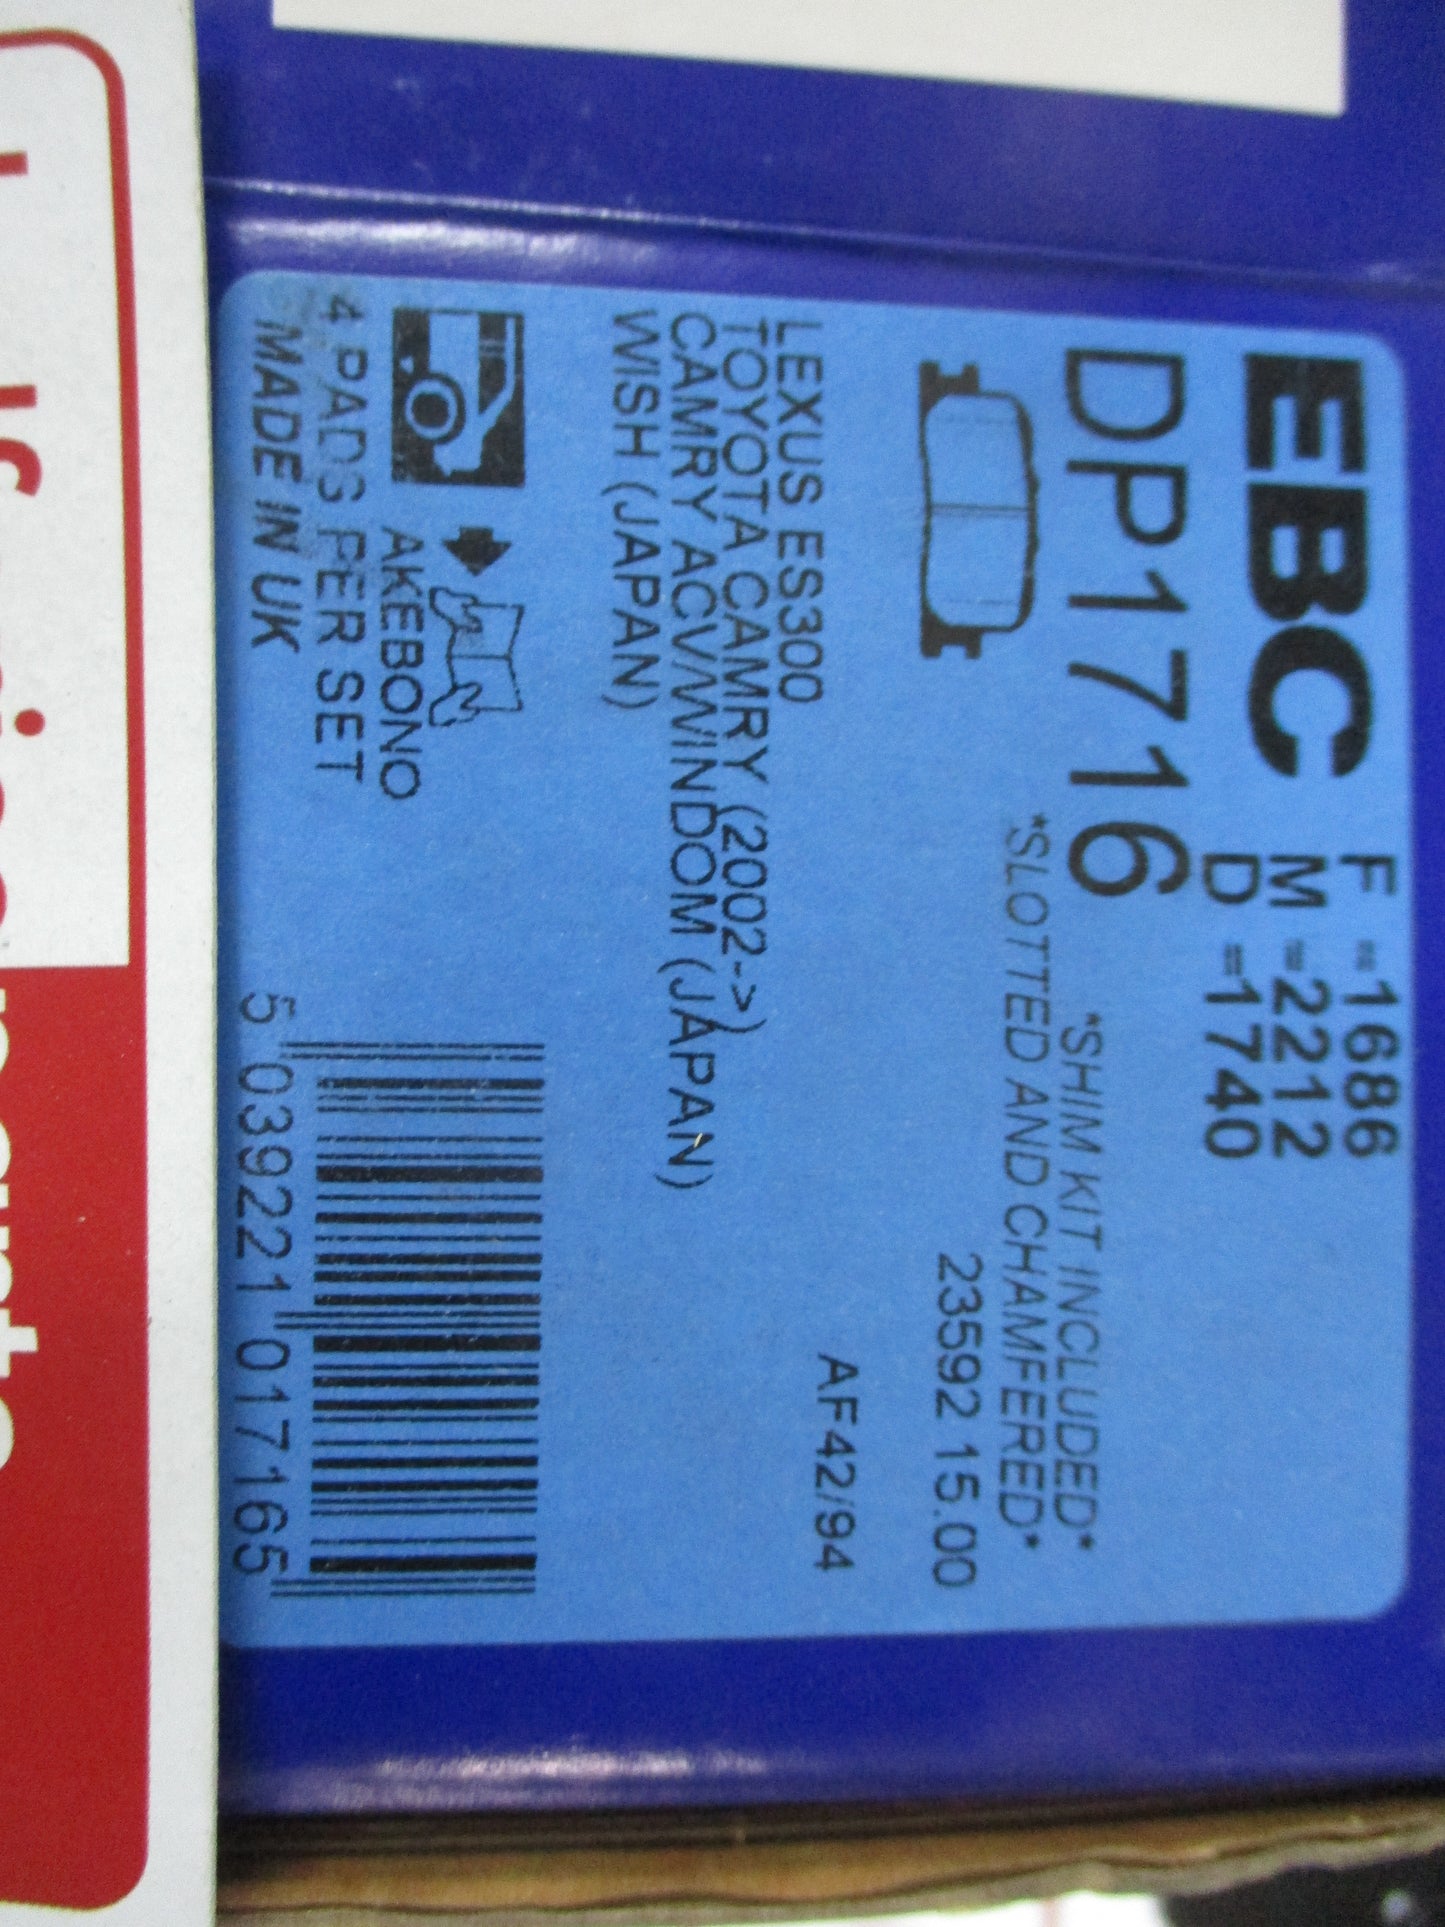 EBC
F =1686
M =2212
D =1740
DP1716
*SHIM KIT INCLUDED*
*SLOTTED AND CHAMFERED*
23592 15.00
AF42/94
LEXUS ES300
TOYOTA CAMRY (2002->)
CAMRY ACV/WINDOM (JAPAN)
WISH (JAPAN)
AKEBONO
4 PADS PER SET
MADE IN UK
5 039221 017165